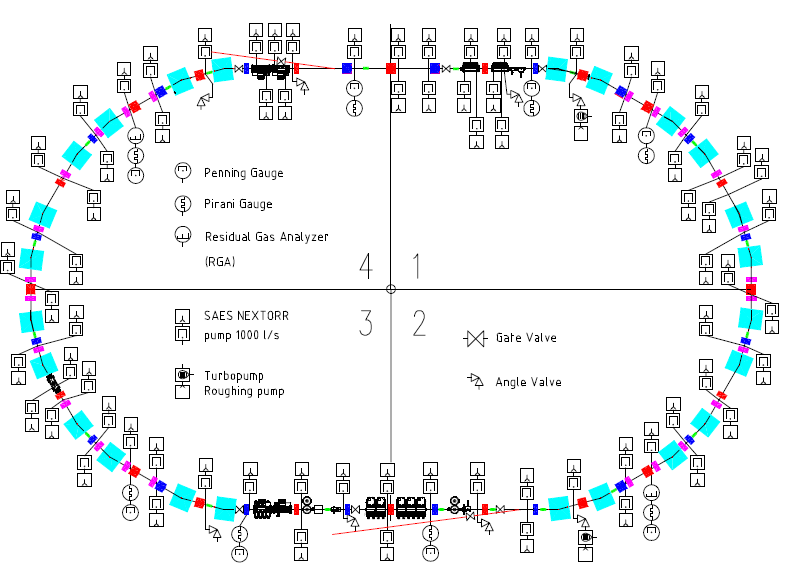 Penning Gauge
Pirani Gauge
Residual Gas Analyzer
(RGA)
4 1
3 2
SAES NEXTORR
pump 1000 l/s
Gate Valve
Turbopump
Roughing pump
Angle Valve